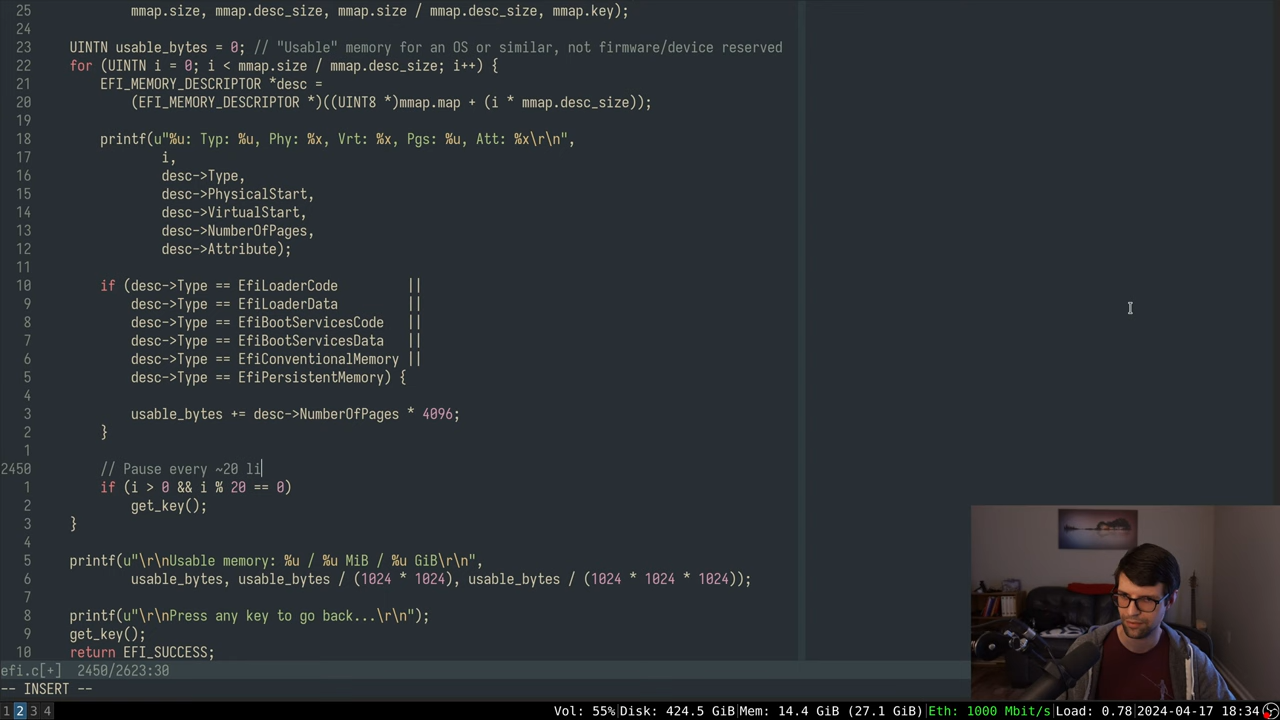 25 mmap.size, mmap.desc_size, mmap.size / mmap.desc_size, mmap.key);
24
23 UINTN usable_bytes = 0; // "Usable" memory for an OS or similar, not firmware/device reserved
22 for (UINTN i = 0; i < mmap.size / mmap.desc_size; i++) {
21 EFI_MEMORY_DESCRIPTOR *desc =
20 (EFI_MEMORY_DESCRIPTOR *)((UINT8 *)mmap.map + (i * mmap.desc_size));
19
18 printf(u"%u: Typ: %u, Phy: %x, Vrt: %x, Pgs: %u, Att: %x\r\n",
17 i,
16 desc->Type,
15 desc->PhysicalStart,
14 desc->VirtualStart,
13 desc->NumberOfPages,
12 desc->Attribute);
11
10 if (desc->Type == EfiLoaderCode ||
9 desc->Type == EfiLoaderData ||
8 desc->Type == EfiBootServicesCode ||
7 desc->Type == EfiBootServicesData ||
6 desc->Type == EfiConventionalMemory ||
5 desc->Type == EfiPersistentMemory) {
4
3 usable_bytes += desc->NumberOfPages * 4096;
2 }
1
2450 // Pause every ~20 li
1 if (i > 0 && i % 20 == 0)
2 get_key();
3 }
4
5 printf(u"\r\nUsable memory: %u / %u MiB / %u GiB\r\n",
6 usable_bytes, usable_bytes / (1024 * 1024), usable_bytes / (1024 * 1024 * 1024));
7
8 printf(u"\r\nPress any key to go back...\r\n");
9 get_key();
10 return EFI_SUCCESS;
efi.c[+] 2450/2623:30
-- INSERT --
1 2 3 4 Vol: 55% Disk: 424.5 GiB Mem: 14.4 GiB (27.1 GiB) Eth: 1000 Mbit/s Load: 0.78 2024-04-17 18:34